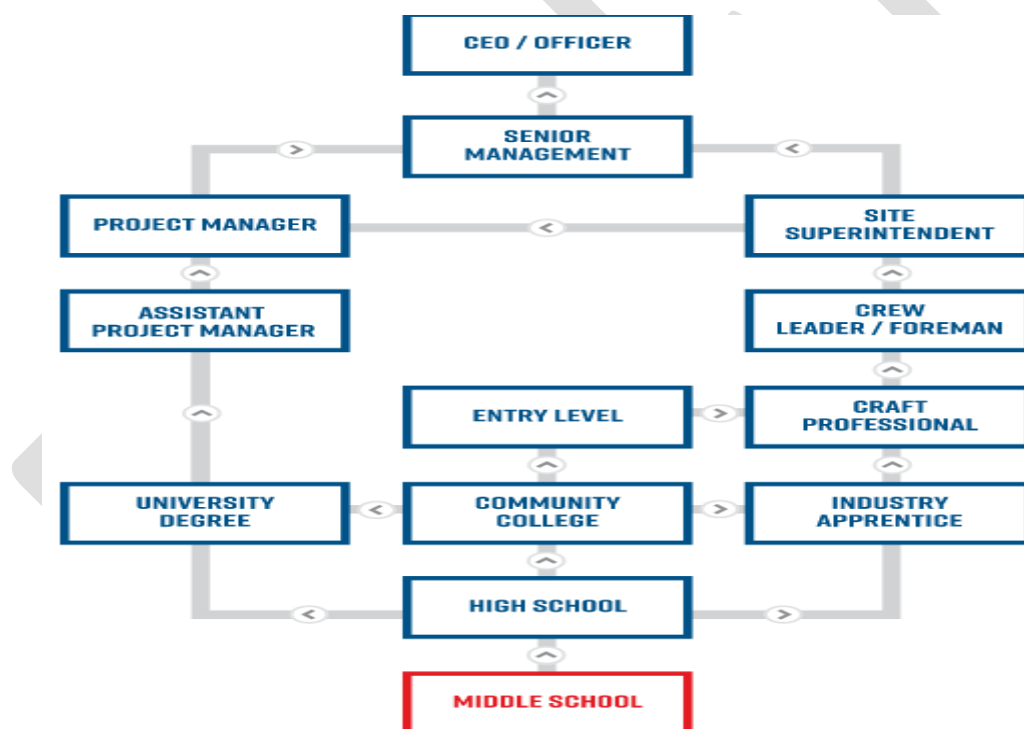 CEO / OFFICER
SENIOR
MANAGEMENT
PROJECT MANAGER
SITE
SUPERINTENDENT
ASSISTANT
PROJECT MANAGER
CREW
LEADER / FOREMAN
ENTRY LEVEL
CRAFT
PROFESSIONAL
UNIVERSITY
DEGREE
COMMUNITY
COLLEGE
INDUSTRY
APPRENTICE
HIGH SCHOOL
MIDDLE SCHOOL